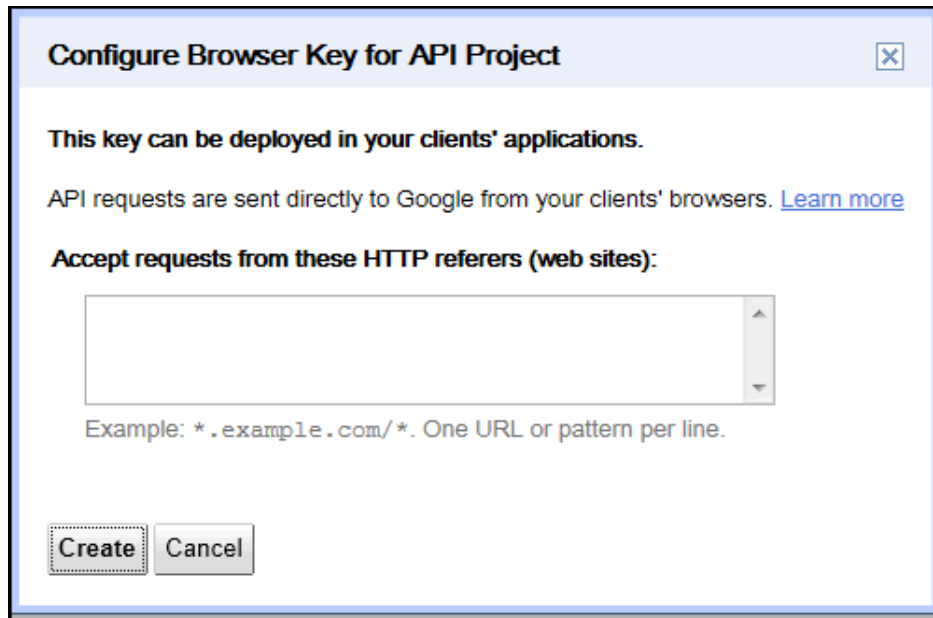 Configure Browser Key for API Project
This key can be deployed in your clients' applications.
API requests are sent directly to Google from your clients' browsers. Learn more
Accept requests from these HTTP referers (web sites):
Example: *.example.com/*. One URL or pattern per line.
Create Cancel